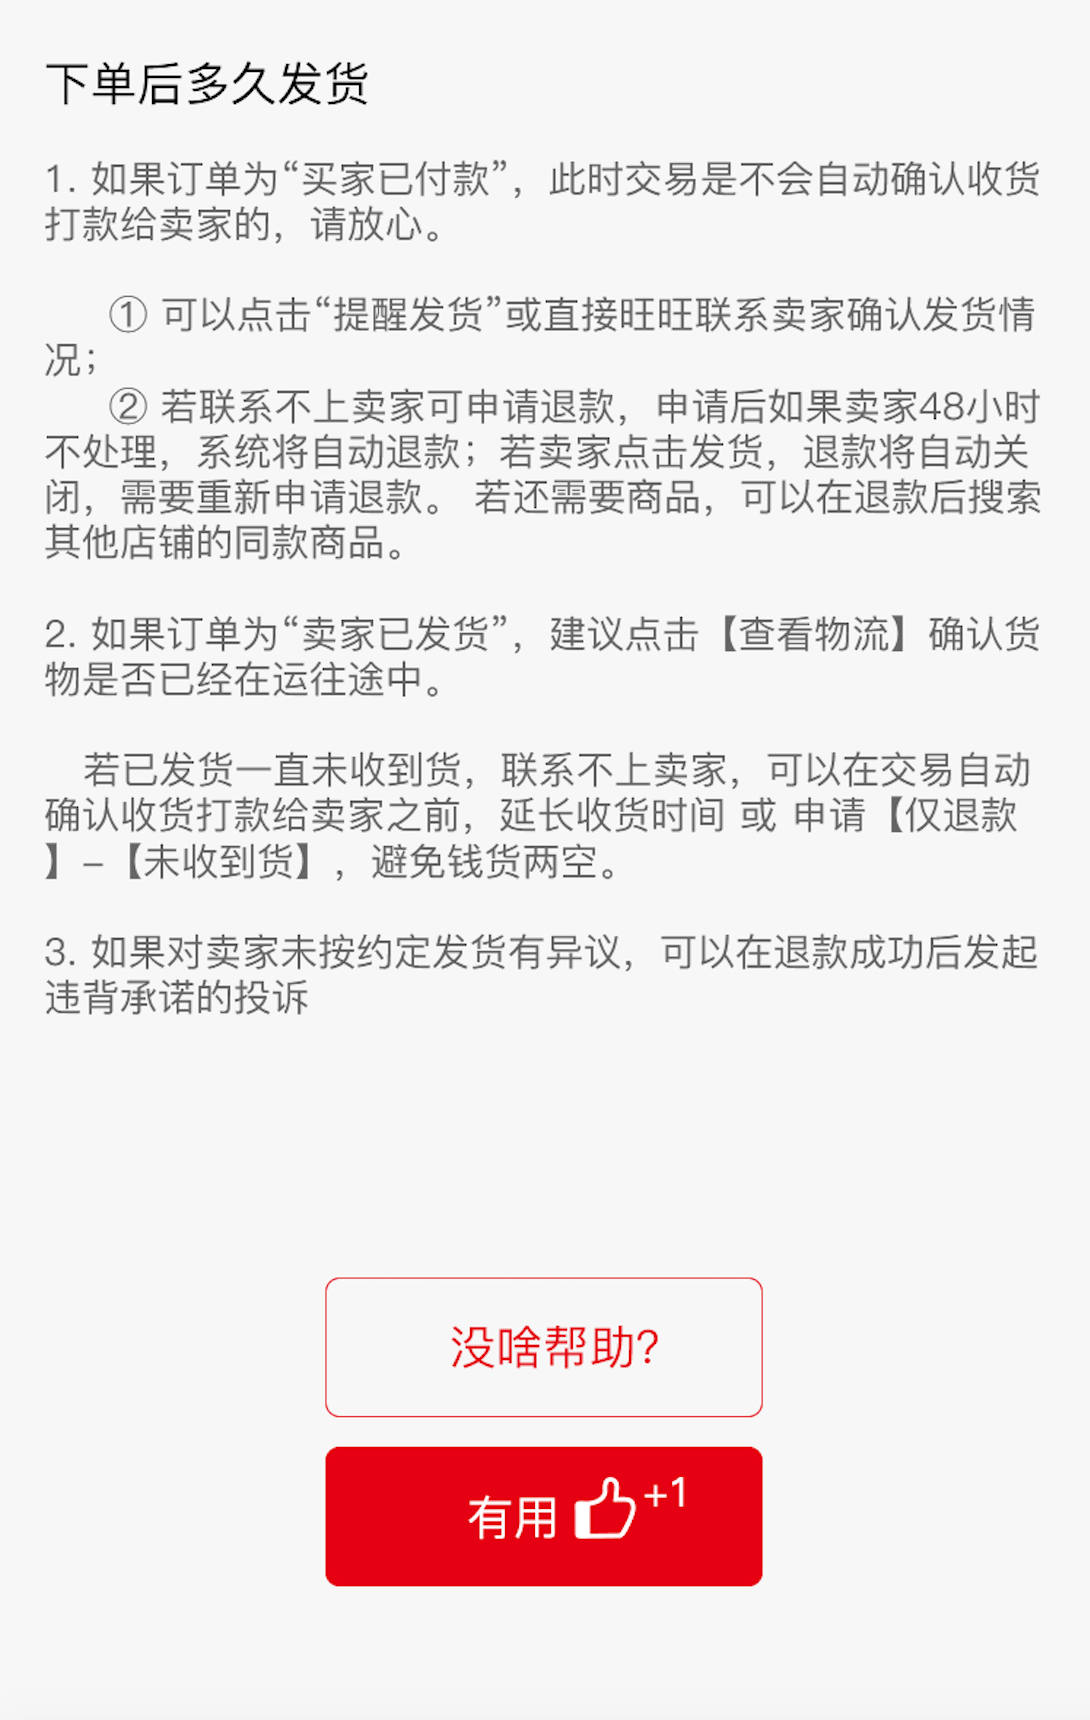 下单后多久发货
1. 如果订单为“买家已付款”，此时交易是不会自动确认收货
打款给卖家的，请放心。
① 可以点击“提醒发货”或直接旺旺联系卖家确认发货情
况；
② 若联系不上卖家可申请退款，申请后如果卖家48小时
不处理，系统将自动退款；若卖家点击发货，退款将自动关
闭，需要重新申请退款。 若还需要商品，可以在退款后搜索
其他店铺的同款商品。
2. 如果订单为“卖家已发货”，建议点击【查看物流】确认货
物是否已经在运往途中。
若已发货一直未收到货，联系不上卖家，可以在交易自动
确认收货打款给卖家之前，延长收货时间 或 申请【仅退款
】–【未收到货】，避免钱货两空。
3. 如果对卖家未按约定发货有异议，可以在退款成功后发起
违背承诺的投诉
没啥帮助？
有用 +1